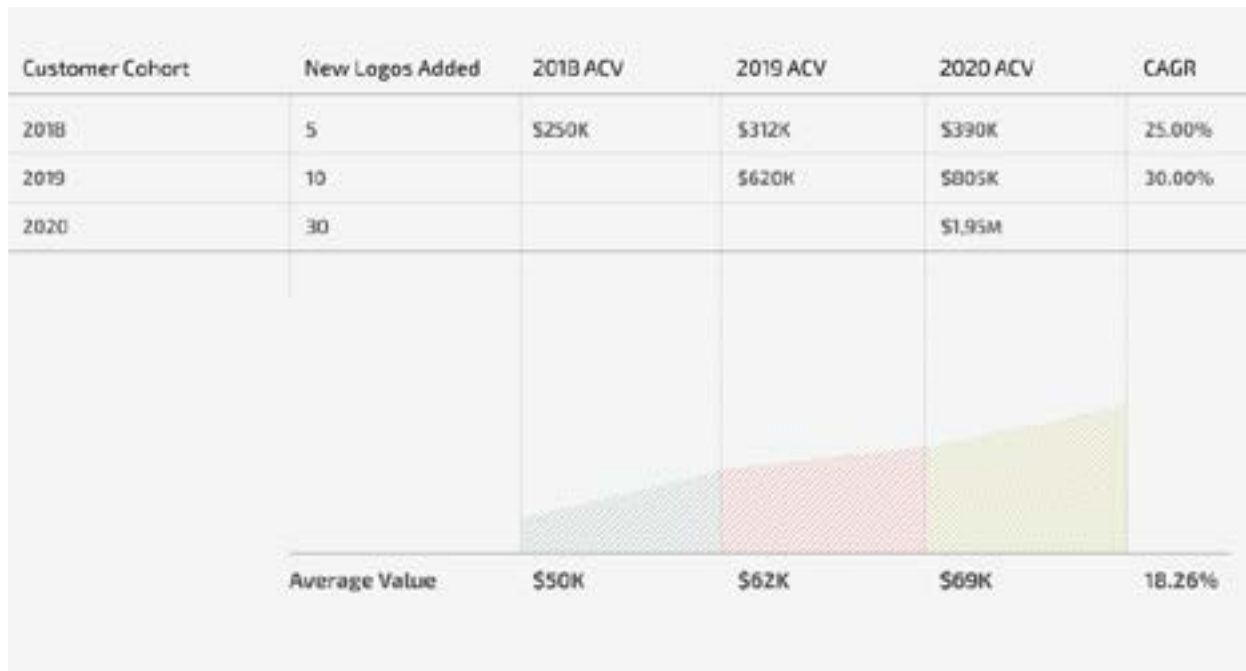 Customer Cohort New Logos Added 2018 ACV 2019 ACV 2020 ACV CAGR
2018 5 $250K $312K $390K 25.00%
2019 10 $620K $805K 30.00%
2020 30 $1,95M
Average Value $50K $62K $69K 18.26%